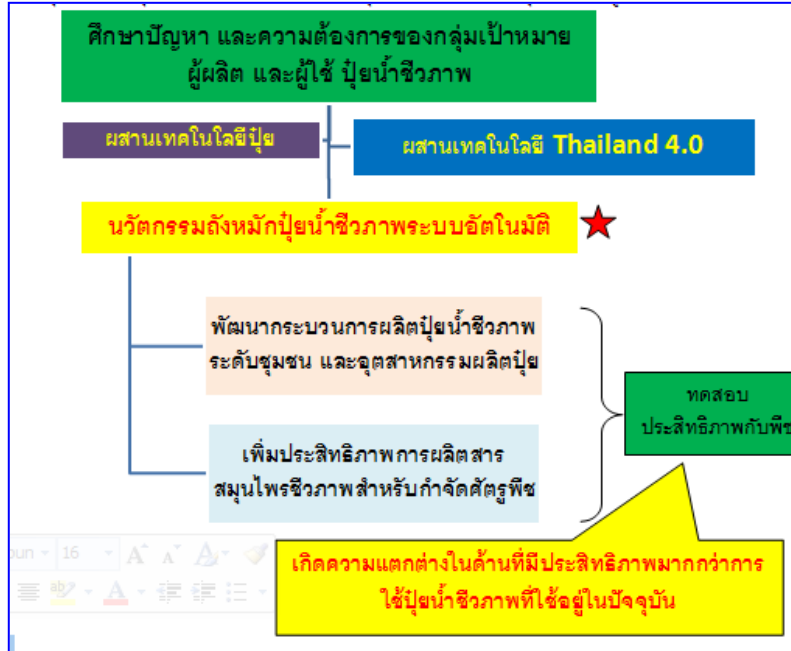 ศึกษาปัญหา และความต้องการของกลุ่มเป้าหมาย
ผู้ผลิต และผู้ใช้ ปุ๋ยน้ำชีวภาพ
ผสานเทคโนโลยีปุ๋ย
ผสานเทคโนโลยี Thailand 4.0
นวัตกรรมถังหมักปุ๋ยน้ำชีวภาพระบบอัตโนมัติ
พัฒนากระบวนการผลิตปุ๋ยน้ำชีวภาพ
ระดับชุมชน และอุตสาหกรรมผลิตปุ๋ย
ทดสอบ
ประสิทธิภาพกับพืช
เพิ่มประสิทธิภาพการผลิตสาร
สมุนไพรชีวภาพสำหรับกำจัดศัตรูพืช
เกิดความแตกต่างในด้านที่มีประสิทธิภาพมากกว่าการ
ใช้ปุ๋ยน้ำชีวภาพที่ใช้อยู่ในปัจจุบัน
16